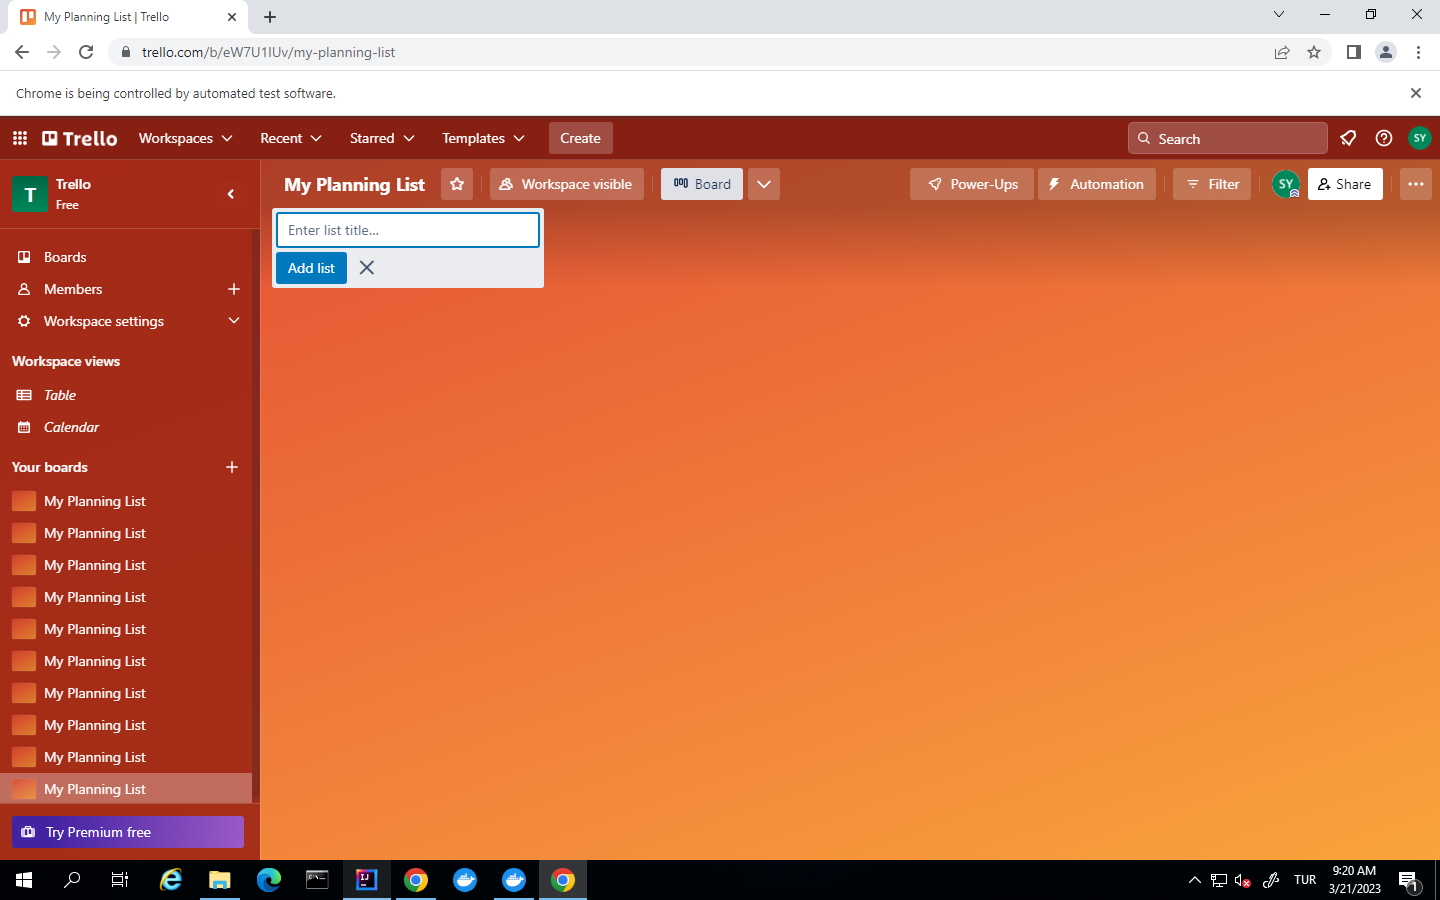 My Planning List | Trello
trello.com/b/eW7U1IUv/my-planning-list
Chrome is being controlled by automated test software.
Trello
Workspaces
Recent
Starred
Templates
Create
Search
SY
T
Trello
Free
My Planning List
Workspace visible
Board
Power-Ups
Automation
Filter
SY
Share
Enter list title...
Add list
Boards
Members
Workspace settings
Workspace views
Table
Calendar
Your boards
My Planning List
My Planning List
My Planning List
My Planning List
My Planning List
My Planning List
My Planning List
My Planning List
My Planning List
My Planning List
Try Premium free
TUR
9:20 AM
3/21/2023
1